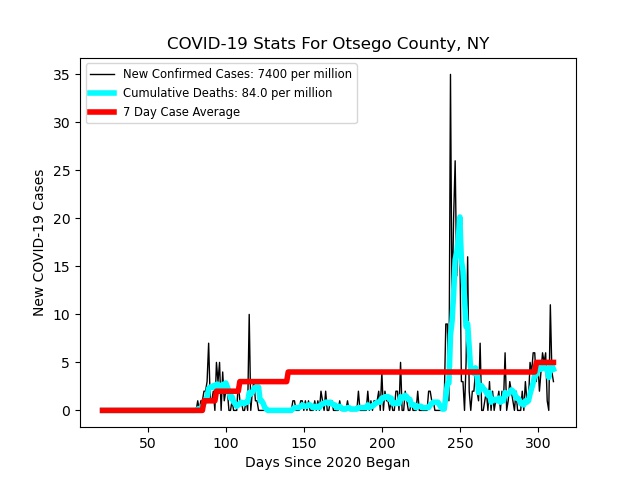 COVID-19 Stats For Otsego County, NY
New Confirmed Cases: 7400 per million
Cumulative Deaths: 84.0 per million
7 Day Case Average
New COVID-19 Cases
35
30
25
20
15
10
5
0
50
100
150
200
250
300
Days Since 2020 Began